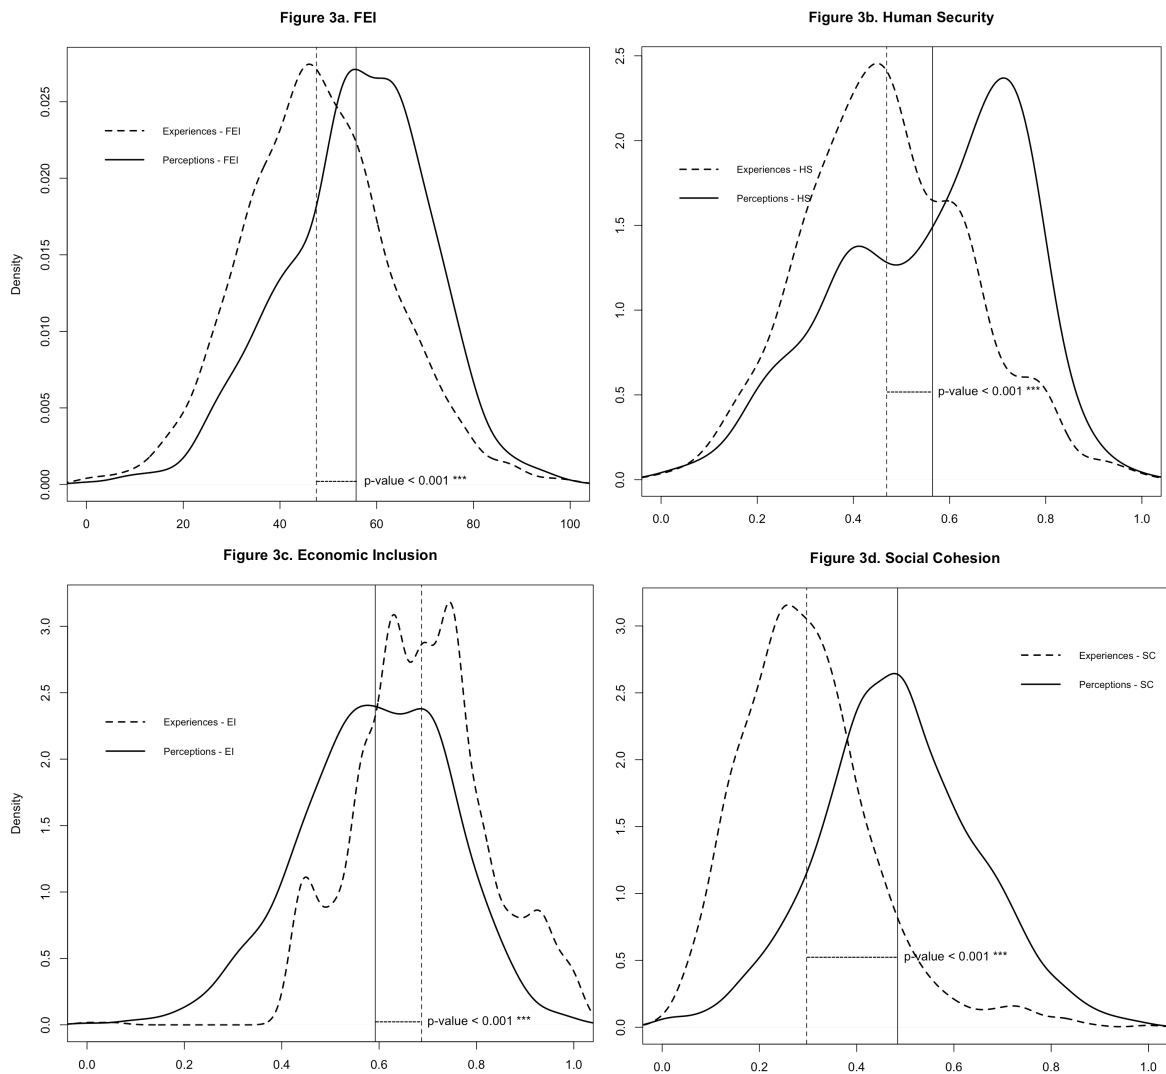 Figure 3a. FEI
Density
0.025
0.020
0.015
0.010
0.005
0.000
Experiences - FEI
Perceptions - FEI
p-value < 0.001 ***
0 20 40 60 80 100
Figure 3b. Human Security
2.5
2.0
1.5
1.0
0.5
0.0
Experiences - HS
Perceptions - HS
p-value < 0.001 ***
0.0 0.2 0.4 0.6 0.8 1.0
Figure 3c. Economic Inclusion
Density
3.0
2.5
2.0
1.5
1.0
0.5
0.0
Experiences - EI
Perceptions - EI
p-value < 0.001 ***
0.0 0.2 0.4 0.6 0.8 1.0
Figure 3d. Social Cohesion
3.0
2.5
2.0
1.5
1.0
0.5
0.0
Experiences - SC
Perceptions - SC
p-value < 0.001 ***
0.0 0.2 0.4 0.6 0.8 1.0